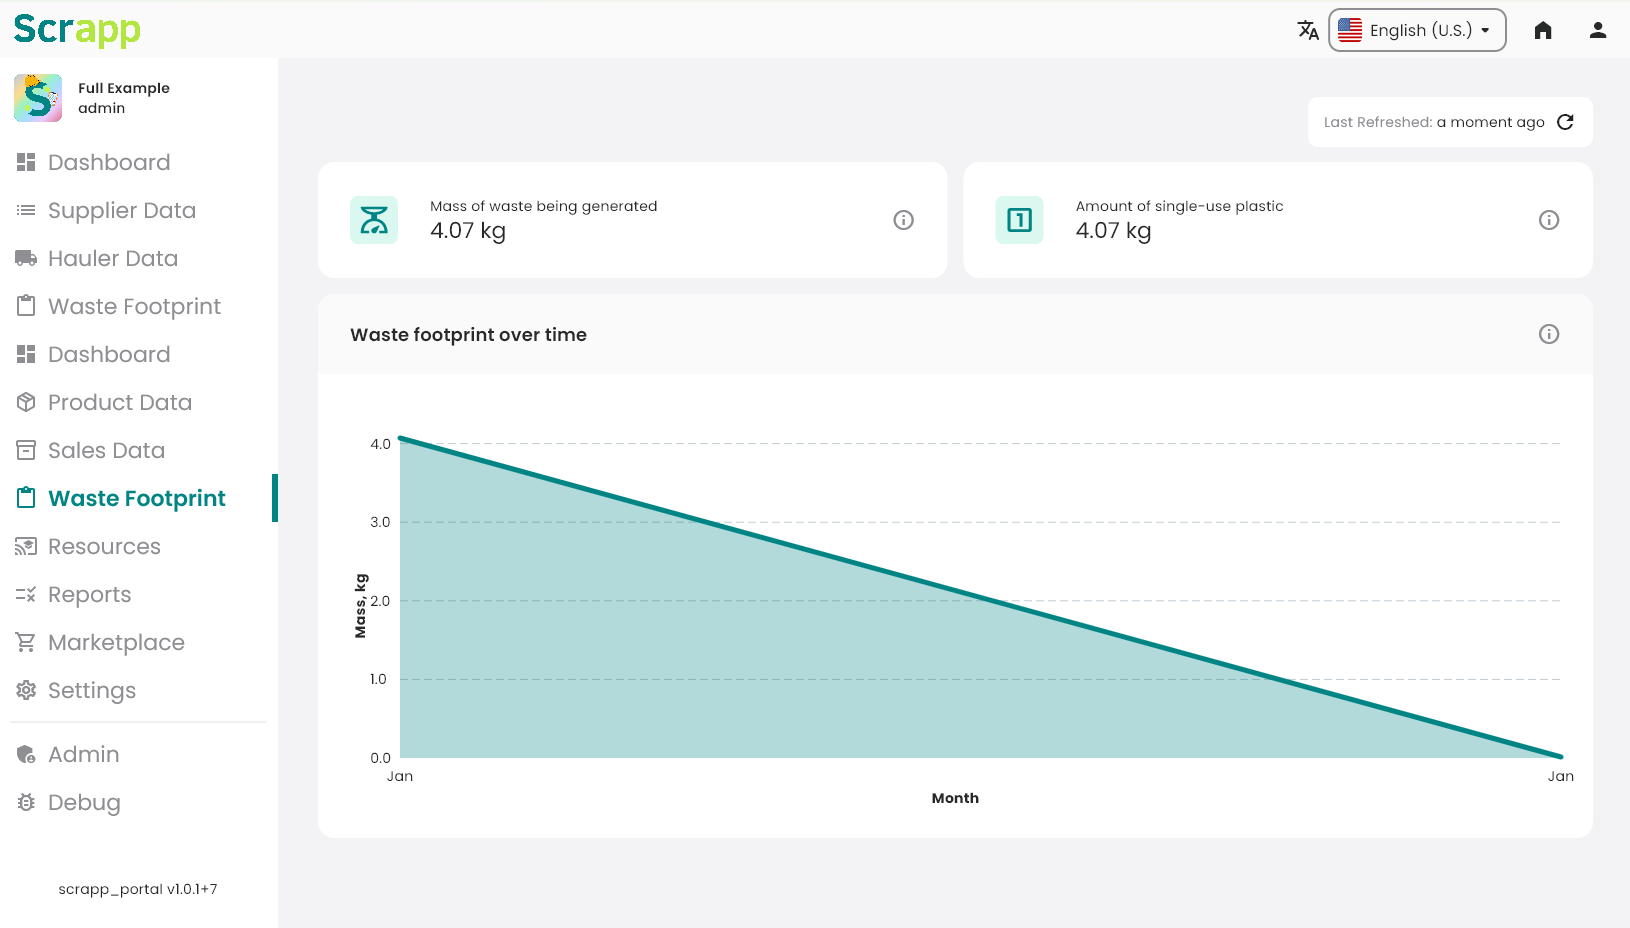 Scrapp
English (U.S.)
Full Example
admin
Dashboard
Supplier Data
Hauler Data
Waste Footprint
Dashboard
Product Data
Sales Data
Waste Footprint
Resources
Reports
Marketplace
Settings
Admin
Debug
scrapp_portal v1.0.1+7
Last Refreshed: a moment ago
Mass of waste being generated
4.07 kg
1
Amount of single-use plastic
4.07 kg
Waste footprint over time
Mass, kg
4.0
3.0
2.0
1.0
0.0
Jan
Jan
Month